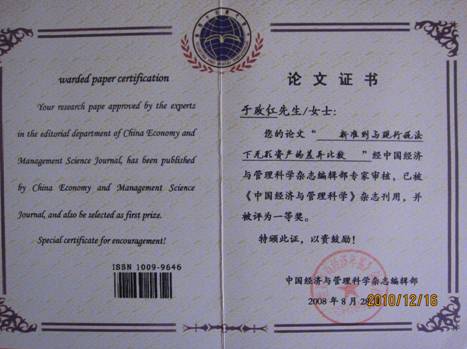 warded paper certification
Your research pape approved by the experts
in the editorial department of China Economy and
Management Science Journal, has been published
by China Economy and Management Science
Journal, and also be selected as first prize.
Special certificate for encouragement!
ISSN 1009-9646
论文证书
于政红先生/女士:
您的论文“ 新准则与现行税法
下无形资产的差异比较 ”经中国经济
与管理科学杂志编辑部专家审核，已被
《中国经济与管理科学》杂志刊用，并
被评为一等奖。
特颁此证，以资鼓励！
中国经济与管理科学杂志编辑部
2008年8月28
2010/12/16